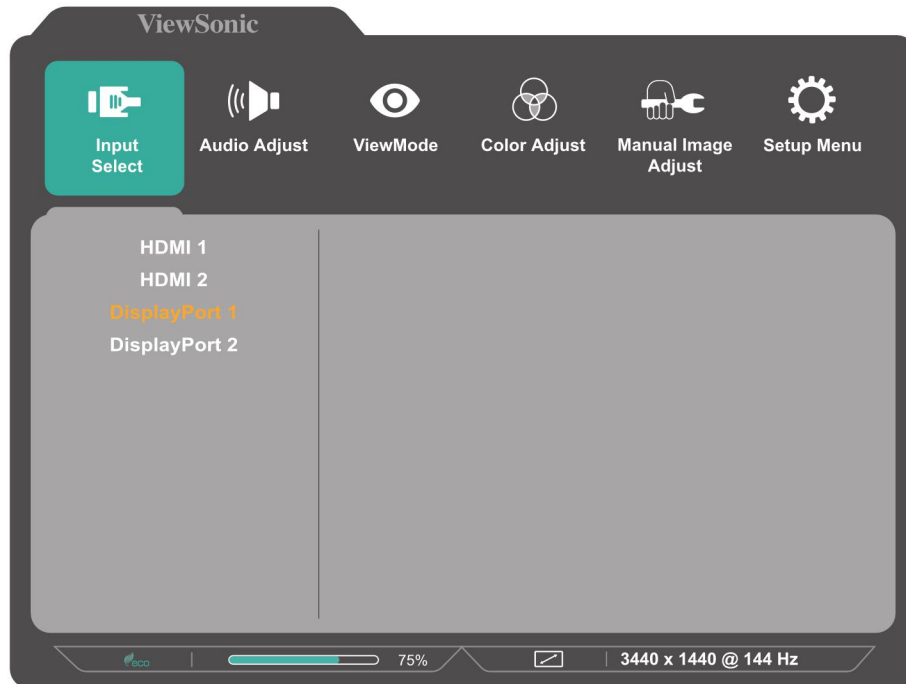 ViewSonic
Input
Select
Audio Adjust
ViewMode
Color Adjust
Manual Image
Adjust
Setup Menu
HDMI 1
HDMI 2
DisplayPort 1
DisplayPort 2
eco
75%
3440 x 1440 @ 144 Hz